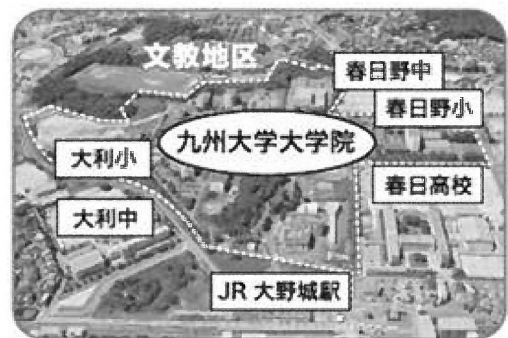 文教地区
春日野中
春日野小
九州大学大学院
大利小
春日高校
大利中
JR 大野城駅